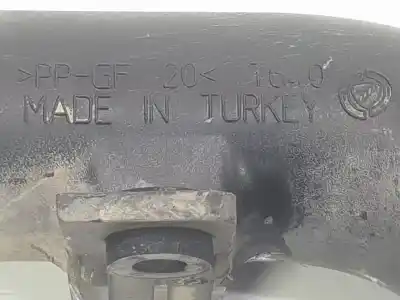 >PP-GF 20<
MADE IN TURKEY